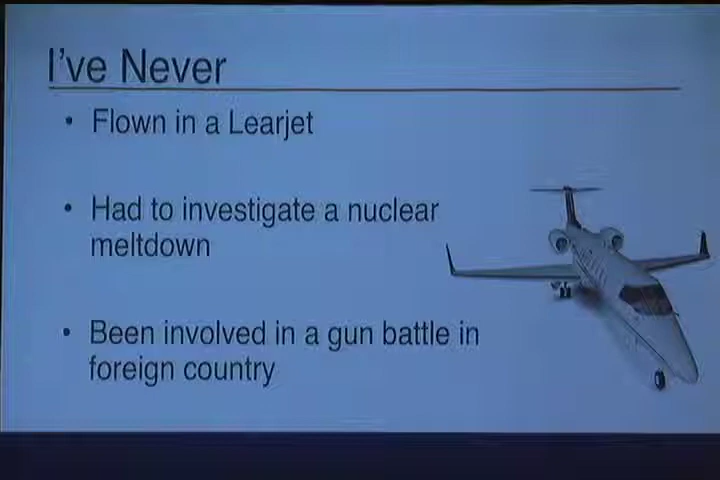 I've Never
• Flown in a Learjet
• Had to investigate a nuclear
meltdown
• Been involved in a gun battle in
foreign country